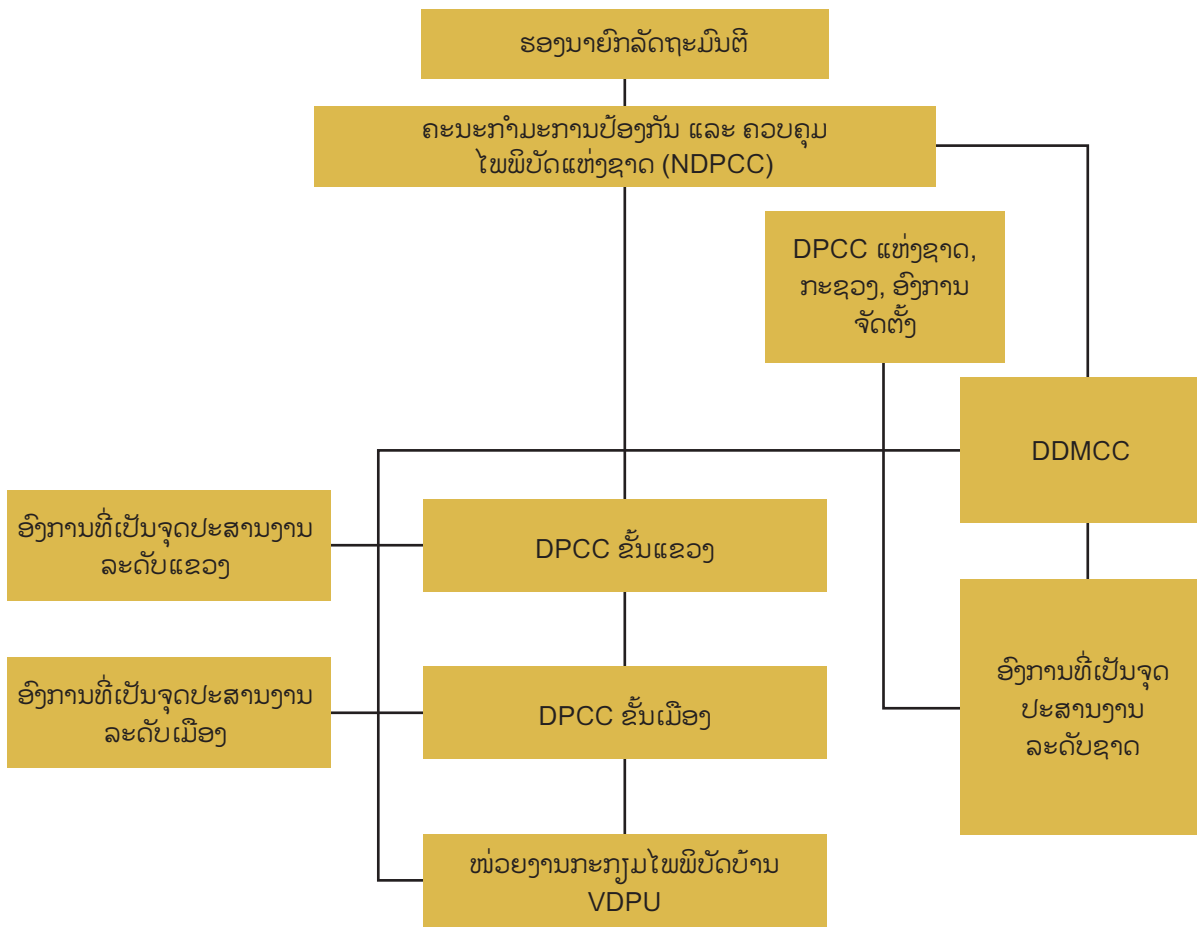 ຮອງນາຍົກລັດຖະມົນຕີ
ຄະນະກຳມະການປ້ອງກັນ ແລະ ຄວບຄຸມ
ໄພພິບັດແຫ່ງຊາດ (NDPCC)
DPCC ແຫ່ງຊາດ,
ກະຊວງ, ອົງການ
ຈັດຕັ້ງ
DDMCC
ອົງການທີ່ເປັນຈຸດປະສານງານ
ລະດັບແຂວງ
DPCC ຂັ້ນແຂວງ
ອົງການທີ່ເປັນຈຸດ
ປະສານງານ
ລະດັບຊາດ
ອົງການທີ່ເປັນຈຸດປະສານງານ
ລະດັບເມືອງ
DPCC ຂັ້ນເມືອງ
ໜ່ວຍງານກະກຽມໄພພິບັດບ້ານ
VDPU